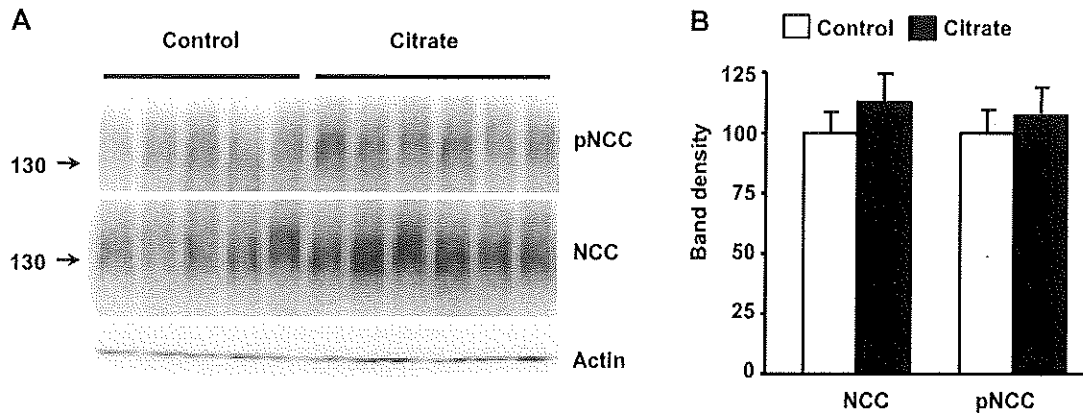 A
Control Citrate
pNCC
130 →
NCC
130 →
Actin
B
Control Citrate
Band density
125
100
75
50
25
0
NCC pNCC